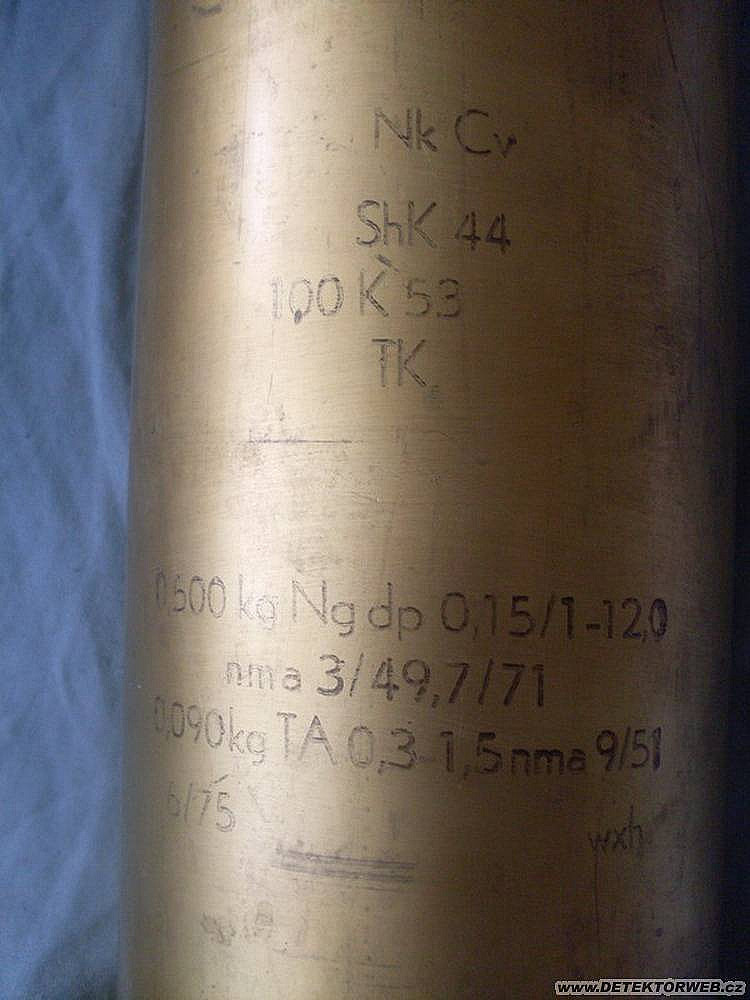 Nk Cv
ShK 44
100 K 53
TK
0,600 kg Ng dp 0,15/1-12,0
nma 3/49,7/71
0,090kg TA 0,3 1,5 nma 9/51
6/75
wxh
www.DETEKTORWEB.cz